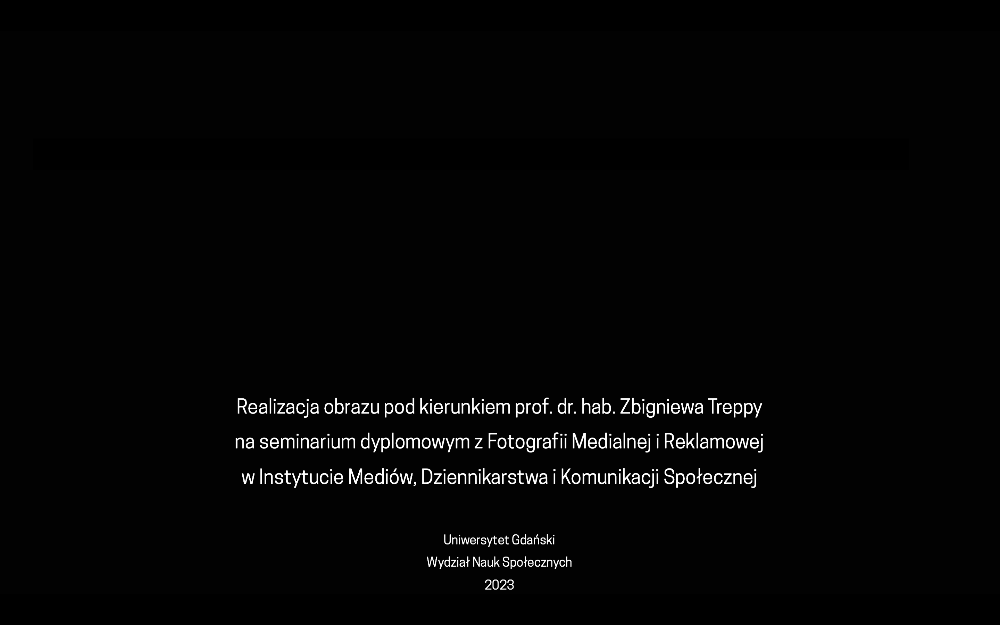 Realizacja obrazu pod kierunkiem prof. dr. hab. Zbigniewa Treppy
na seminarium dyplomowym z Fotografii Medialnej i Reklamowej
w Instytucie Mediów, Dziennikarstwa i Komunikacji Społecznej
Uniwersytet Gdański
Wydział Nauk Społecznych
2023